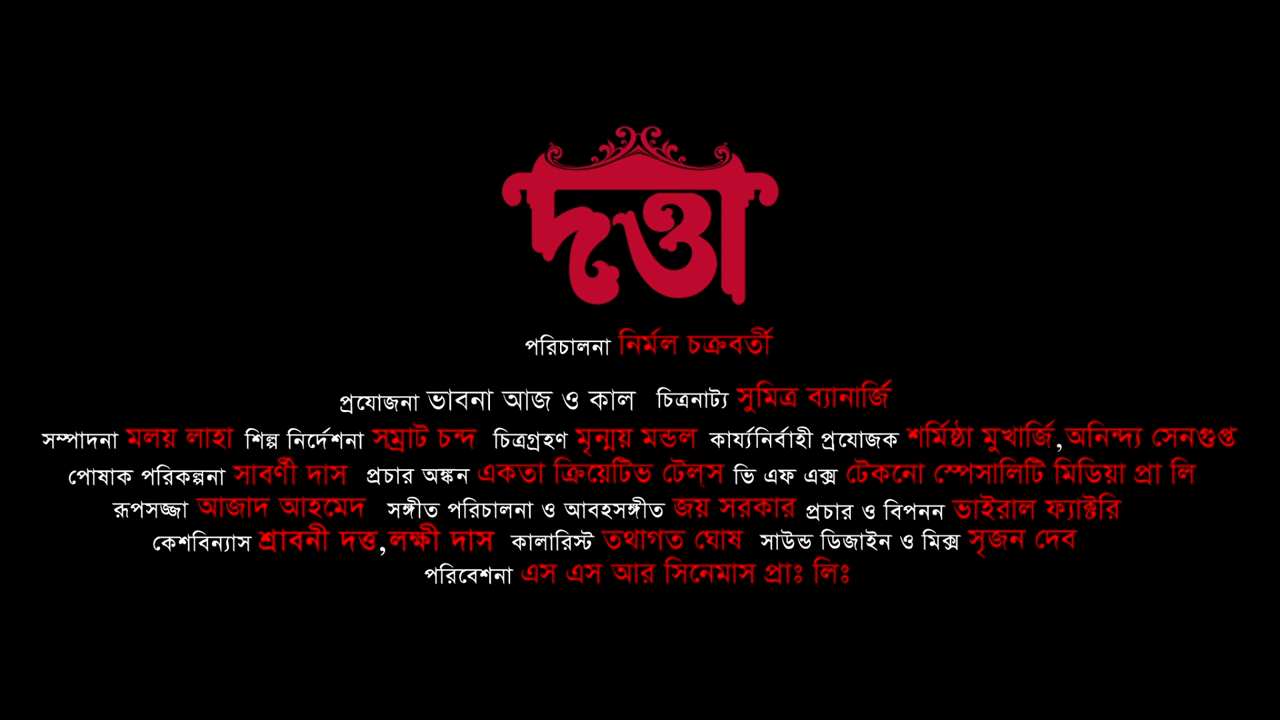 দত্তা
পরিচালনা নির্মল চক্রবর্তী
প্রযোজনা ভাবনা আজ ও কাল চিত্রনাট্য সুমিত্র ব্যানার্জি
সম্পাদনা মলয় লাহা শিল্প নির্দেশনা সম্রাট চন্দ চিত্রগ্রহণ মৃন্ময় মন্ডল কার্য্যনির্বাহী প্রযোজক শর্মিষ্ঠা মুখার্জি,অনিন্দ্য সেনগুপ্ত
পোষাক পরিকল্পনা সাবর্ণী দাস প্রচার অঙ্কন একতা ক্রিয়েটিভ টেল্‌স ভি এফ এক্স টেকনো স্পেসালিটি মিডিয়া প্রা লি
রূপসজ্জা আজাদ আহমেদ সঙ্গীত পরিচালনা ও আবহসঙ্গীত জয় সরকার প্রচার ও বিপনন ভাইরাল ফ্যাক্টরি
কেশবিন্যাস শ্রাবনী দত্ত,লক্ষী দাস কালারিস্ট তথাগত ঘোষ সাউন্ড ডিজাইন ও মিক্স সৃজন দেব
পরিবেশনা এস এস আর সিনেমাস প্রাঃ লিঃ